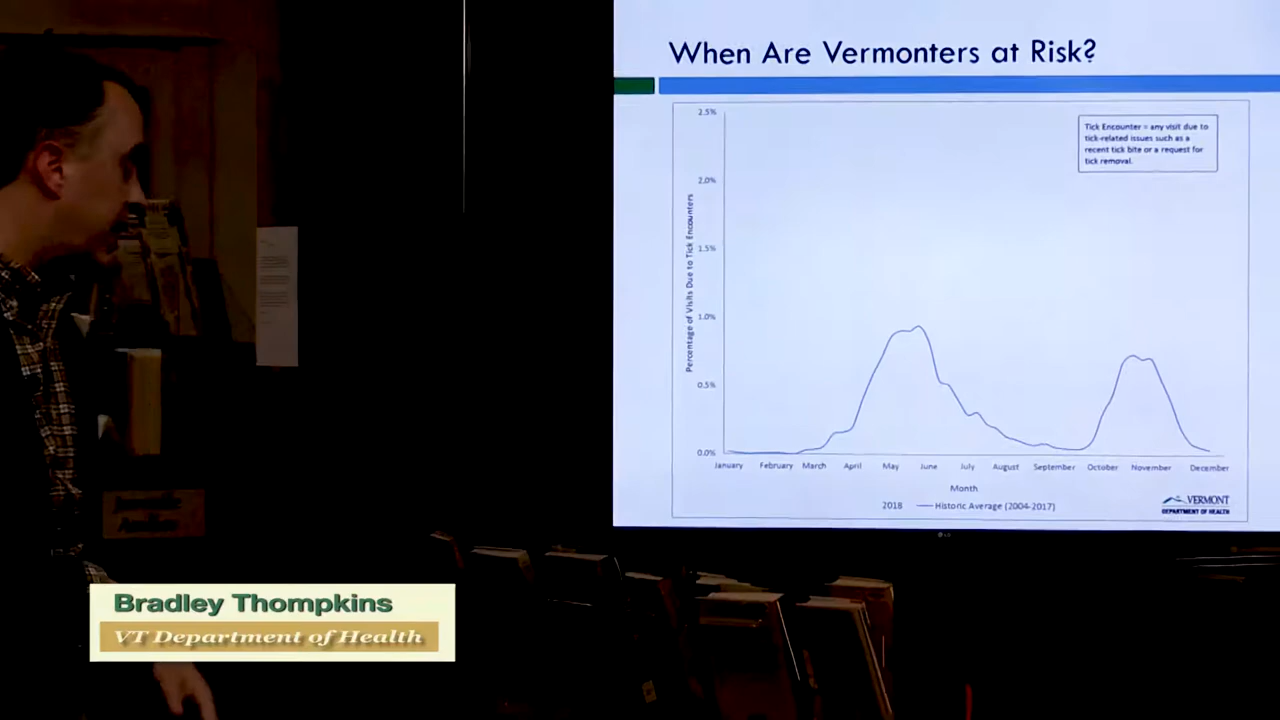 When Are Vermonters at Risk?
2.5%
Tick Encounter = any visit due to
tick-related issues such as a
recent tick bite or a request for
tick removal.
2.0%
1.5%
1.0%
0.5%
0.0%
Percentage of Visits Due to Tick Encounters
January February March April May June July August September October November December
Month
2018 Historic Average (2004-2017)
VERMONT
DEPARTMENT OF HEALTH
Bradley Thompkins
VT Department of Health